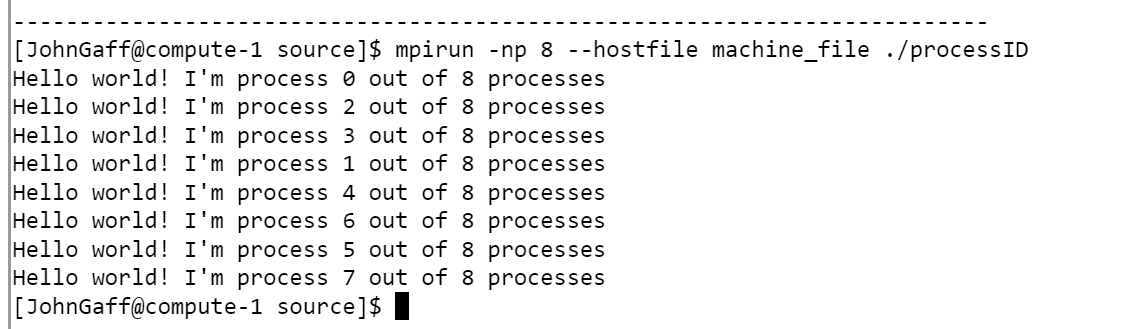 --------------------------------------------------------------------------
[JohnGaff@compute-1 source]$ mpirun -np 8 --hostfile machine_file ./processID
Hello world! I'm process 0 out of 8 processes
Hello world! I'm process 2 out of 8 processes
Hello world! I'm process 3 out of 8 processes
Hello world! I'm process 1 out of 8 processes
Hello world! I'm process 4 out of 8 processes
Hello world! I'm process 6 out of 8 processes
Hello world! I'm process 5 out of 8 processes
Hello world! I'm process 7 out of 8 processes
[JohnGaff@compute-1 source]$